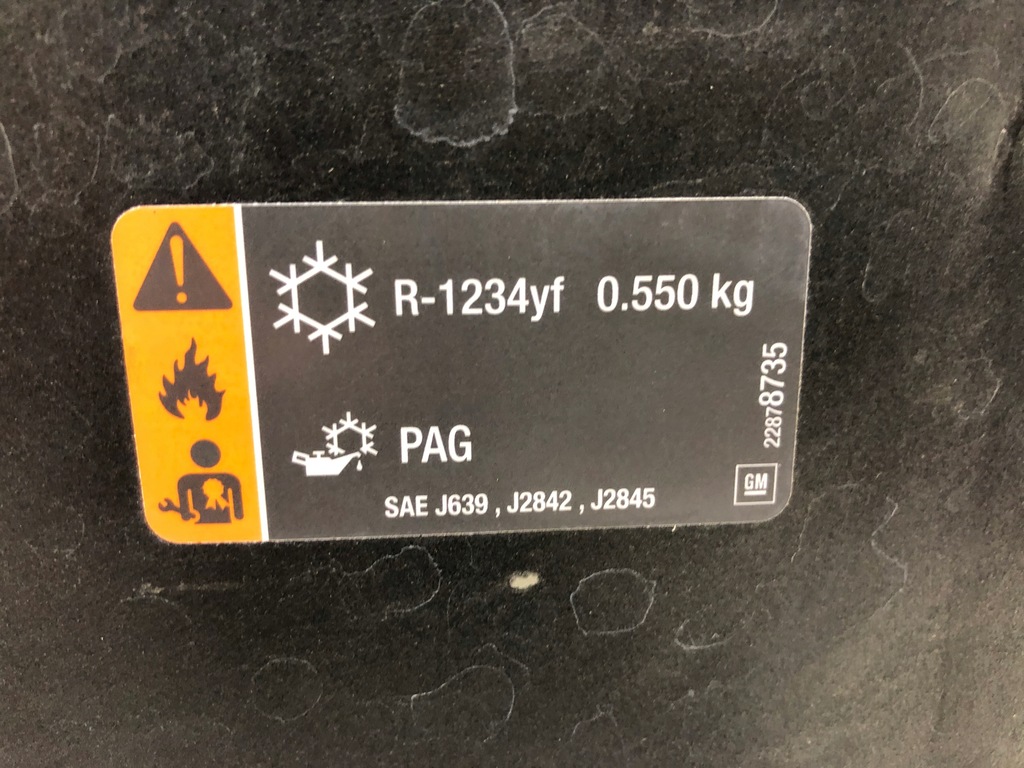 R-1234yf 0.550 kg
PAG
SAE J639 , J2842 , J2845
22878735
GM